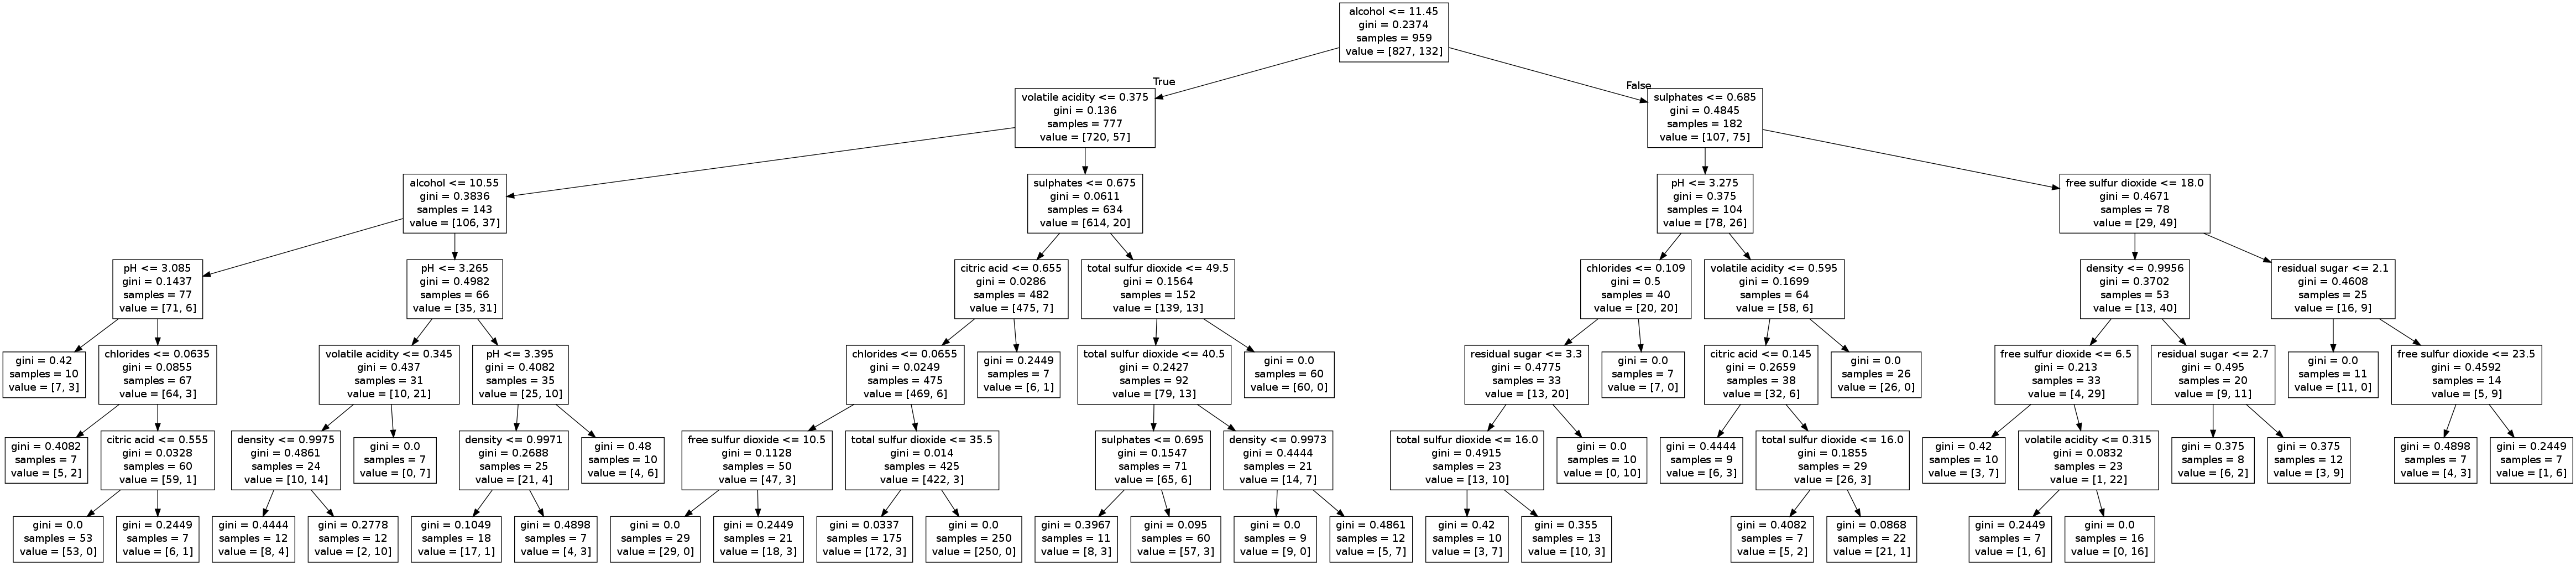 alcohol <= 11.45
gini = 0.2374
samples = 959
value = [827, 132]
True
False
volatile acidity <= 0.375
gini = 0.136
samples = 777
value = [720, 57]
sulphates <= 0.685
gini = 0.4845
samples = 182
value = [107, 75]
alcohol <= 10.55
gini = 0.3836
samples = 143
value = [106, 37]
sulphates <= 0.675
gini = 0.0611
samples = 634
value = [614, 20]
pH <= 3.275
gini = 0.375
samples = 104
value = [78, 26]
free sulfur dioxide <= 18.0
gini = 0.4671
samples = 78
value = [29, 49]
pH <= 3.085
gini = 0.1437
samples = 77
value = [71, 6]
pH <= 3.265
gini = 0.4982
samples = 66
value = [35, 31]
citric acid <= 0.655
gini = 0.0286
samples = 482
value = [475, 7]
total sulfur dioxide <= 49.5
gini = 0.1564
samples = 152
value = [139, 13]
chlorides <= 0.109
gini = 0.5
samples = 40
value = [20, 20]
volatile acidity <= 0.595
gini = 0.1699
samples = 64
value = [58, 6]
density <= 0.9956
gini = 0.3702
samples = 53
value = [13, 40]
residual sugar <= 2.1
gini = 0.4608
samples = 25
value = [16, 9]
gini = 0.42
samples = 10
value = [7, 3]
chlorides <= 0.0635
gini = 0.0855
samples = 67
value = [64, 3]
volatile acidity <= 0.345
gini = 0.437
samples = 31
value = [10, 21]
pH <= 3.395
gini = 0.4082
samples = 35
value = [25, 10]
chlorides <= 0.0655
gini = 0.0249
samples = 475
value = [469, 6]
gini = 0.2449
samples = 7
value = [6, 1]
total sulfur dioxide <= 40.5
gini = 0.2427
samples = 92
value = [79, 13]
gini = 0.0
samples = 60
value = [60, 0]
residual sugar <= 3.3
gini = 0.4775
samples = 33
value = [13, 20]
gini = 0.0
samples = 7
value = [7, 0]
citric acid <= 0.145
gini = 0.2659
samples = 38
value = [32, 6]
gini = 0.0
samples = 26
value = [26, 0]
free sulfur dioxide <= 6.5
gini = 0.213
samples = 33
value = [4, 29]
residual sugar <= 2.7
gini = 0.495
samples = 20
value = [9, 11]
gini = 0.0
samples = 11
value = [11, 0]
free sulfur dioxide <= 23.5
gini = 0.4592
samples = 14
value = [5, 9]
gini = 0.4082
samples = 7
value = [5, 2]
citric acid <= 0.555
gini = 0.0328
samples = 60
value = [59, 1]
density <= 0.9975
gini = 0.4861
samples = 24
value = [10, 14]
gini = 0.0
samples = 7
value = [0, 7]
density <= 0.9971
gini = 0.2688
samples = 25
value = [21, 4]
gini = 0.48
samples = 10
value = [4, 6]
free sulfur dioxide <= 10.5
gini = 0.1128
samples = 50
value = [47, 3]
total sulfur dioxide <= 35.5
gini = 0.014
samples = 425
value = [422, 3]
sulphates <= 0.695
gini = 0.1547
samples = 71
value = [65, 6]
density <= 0.9973
gini = 0.4444
samples = 21
value = [14, 7]
total sulfur dioxide <= 16.0
gini = 0.4915
samples = 23
value = [13, 10]
gini = 0.0
samples = 10
value = [0, 10]
gini = 0.4444
samples = 9
value = [6, 3]
total sulfur dioxide <= 16.0
gini = 0.1855
samples = 29
value = [26, 3]
gini = 0.42
samples = 10
value = [3, 7]
volatile acidity <= 0.315
gini = 0.0832
samples = 23
value = [1, 22]
gini = 0.375
samples = 8
value = [6, 2]
gini = 0.375
samples = 12
value = [3, 9]
gini = 0.4898
samples = 7
value = [4, 3]
gini = 0.2449
samples = 7
value = [1, 6]
gini = 0.0
samples = 53
value = [53, 0]
gini = 0.2449
samples = 7
value = [6, 1]
gini = 0.4444
samples = 12
value = [8, 4]
gini = 0.2778
samples = 12
value = [2, 10]
gini = 0.1049
samples = 18
value = [17, 1]
gini = 0.4898
samples = 7
value = [4, 3]
gini = 0.0
samples = 29
value = [29, 0]
gini = 0.2449
samples = 21
value = [18, 3]
gini = 0.0337
samples = 175
value = [172, 3]
gini = 0.0
samples = 250
value = [250, 0]
gini = 0.3967
samples = 11
value = [8, 3]
gini = 0.095
samples = 60
value = [57, 3]
gini = 0.0
samples = 9
value = [9, 0]
gini = 0.4861
samples = 12
value = [5, 7]
gini = 0.42
samples = 10
value = [3, 7]
gini = 0.355
samples = 13
value = [10, 3]
gini = 0.4082
samples = 7
value = [5, 2]
gini = 0.0868
samples = 22
value = [21, 1]
gini = 0.2449
samples = 7
value = [1, 6]
gini = 0.0
samples = 16
value = [0, 16]